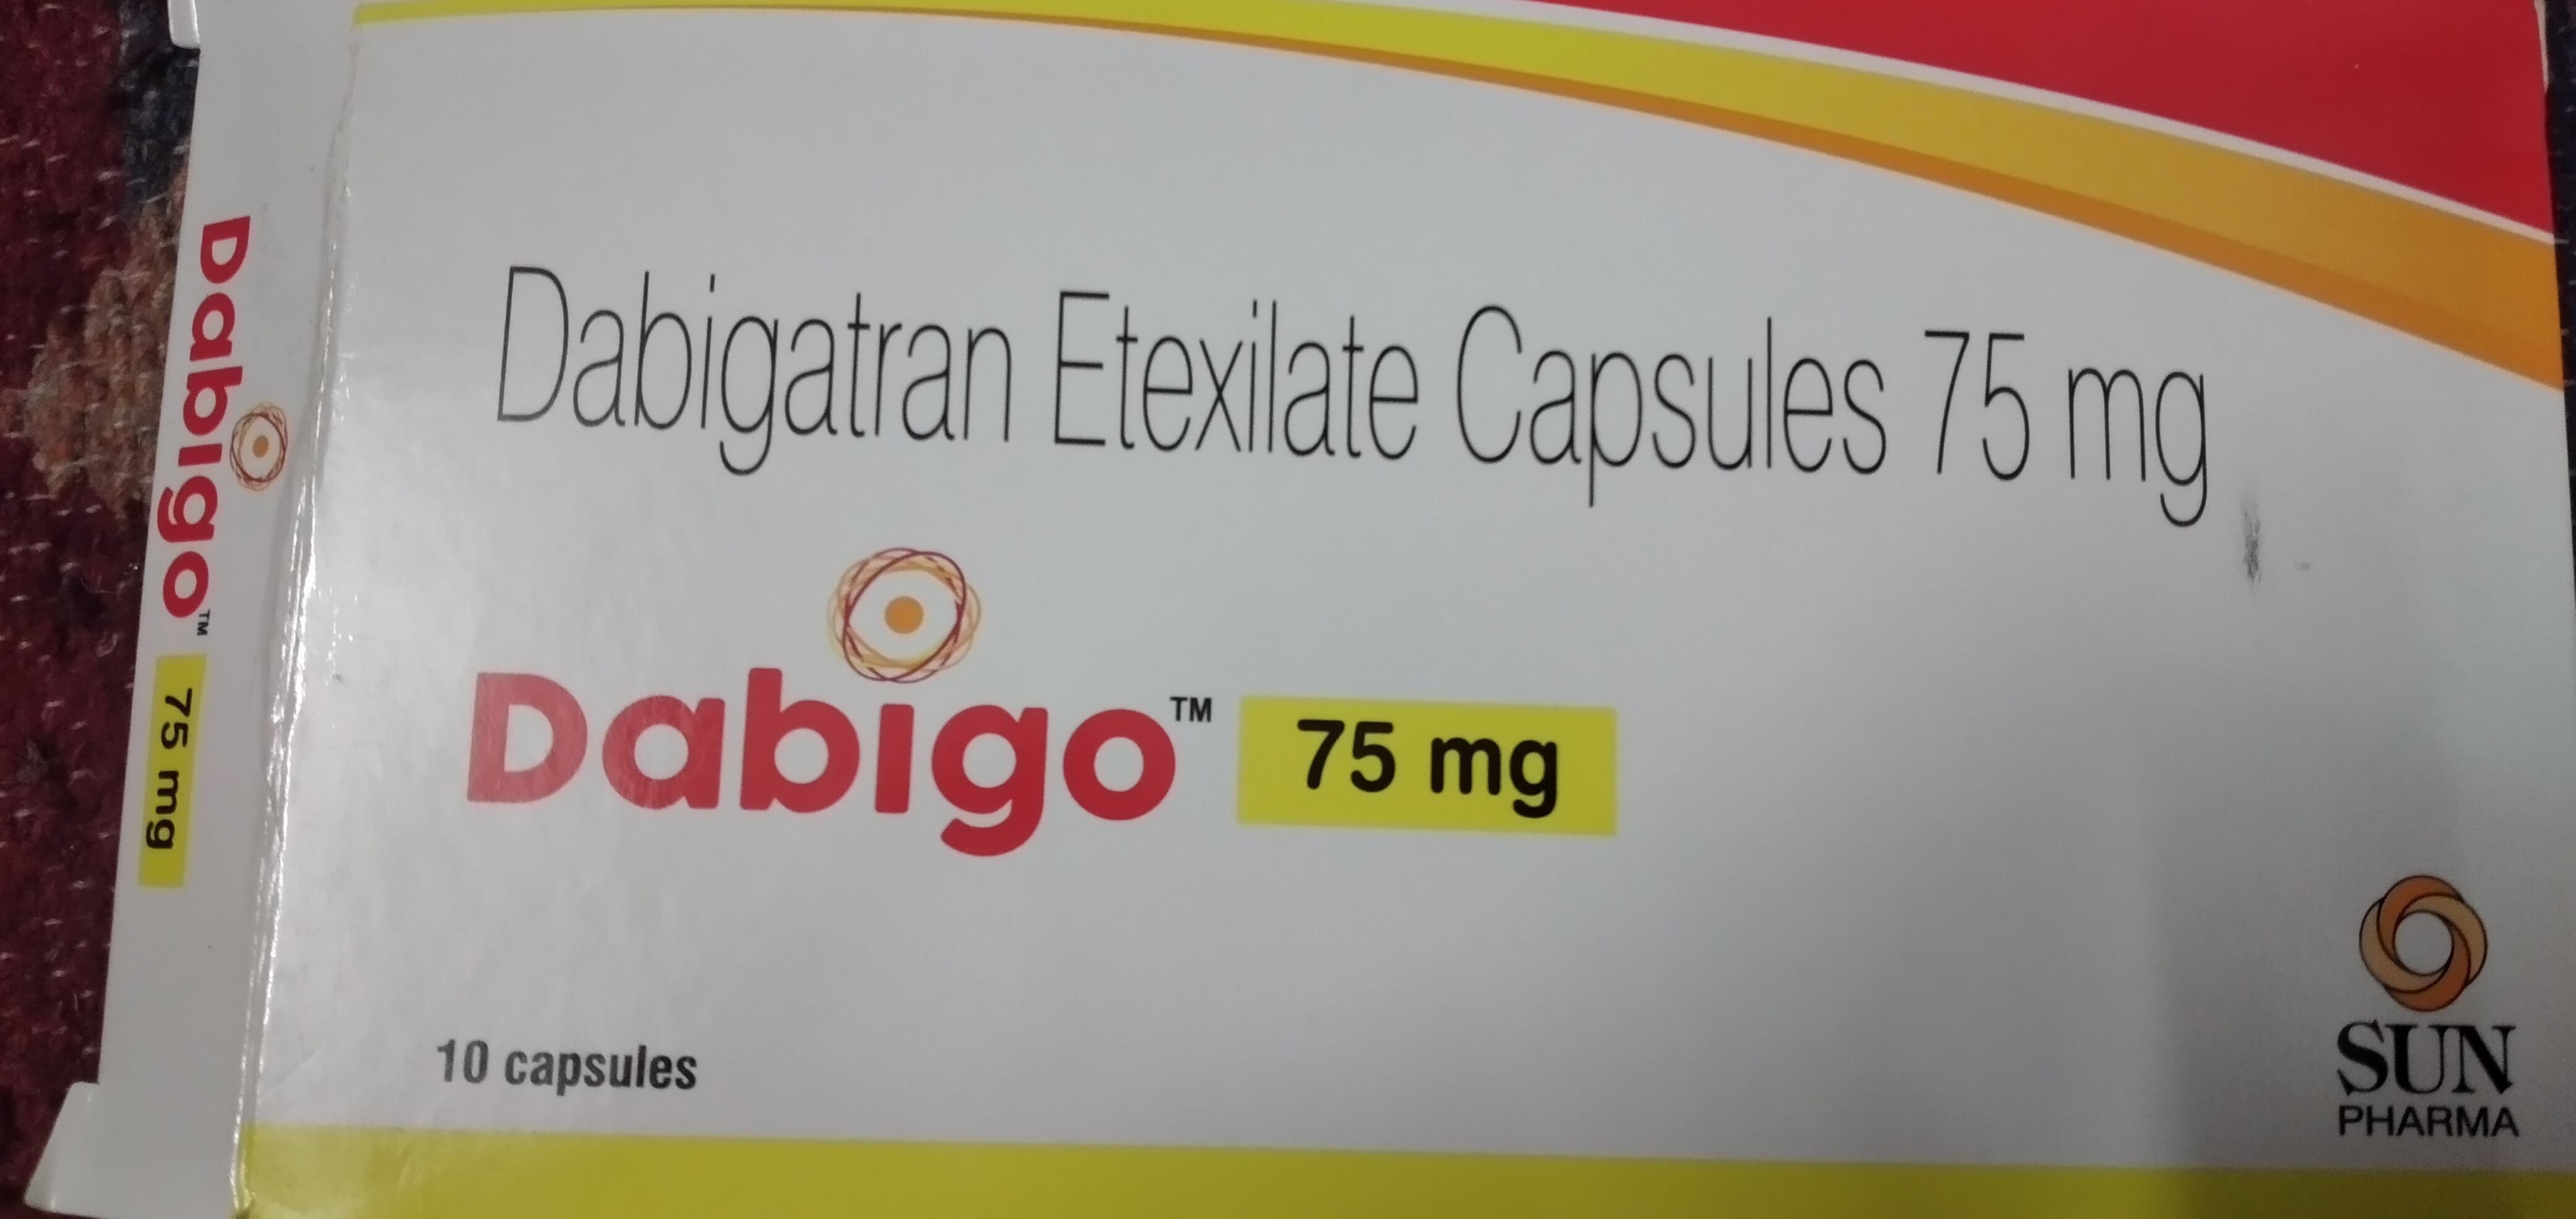 Dabigatran Etexilate Capsules 75 mg
Dabigo™ 75 mg
10 capsules
SUN
PHARMA
Dabigo™ 75 mg